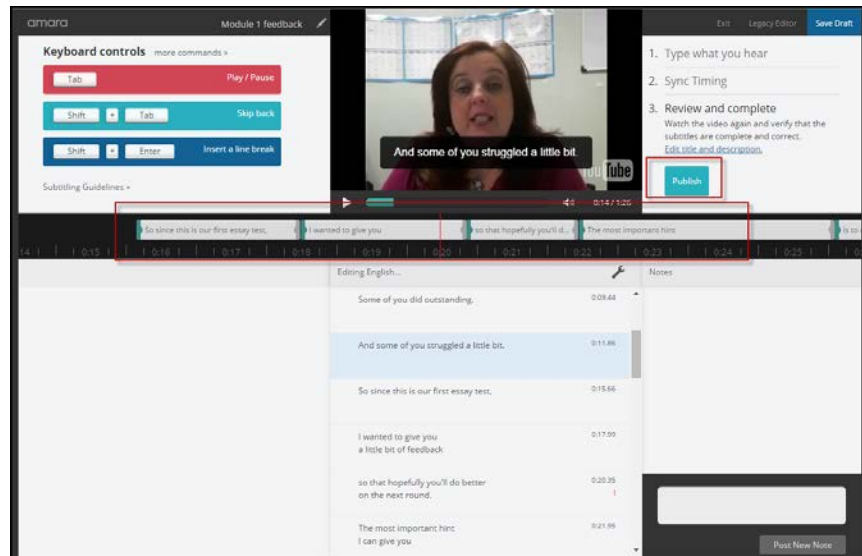 amara
Module 1 feedback
Exit
Legacy Editor
Save Draft
Keyboard controls more commands »
Tab
Play / Pause
Shift + Tab
Skip back
Shift + Enter
Insert a line break
Subtitling Guidelines »
And some of you struggled a little bit.
YouTube
0:14 / 1:26
1. Type what you hear
2. Sync Timing
3. Review and complete
Watch the video again and verify that the
subtitles are complete and correct.
Edit title and description.
Publish
So since this is our first essay test,
I wanted to give you
so that hopefully you'll d...
The most important hint
is so
14
0:15
0:16
0:17
0:18
0:19
0:20
0:21
0:22
0:23
0:24
0:25
Editing English...
Notes
Some of you did outstanding.
0:09.44
And some of you struggled a little bit.
0:11.86
So since this is our first essay test,
0:15.66
I wanted to give you
a little bit of feedback
0:17.99
so that hopefully you'll do better
on the next round.
0:20.35
The most important hint
I can give you
0:21.95
Post New Note